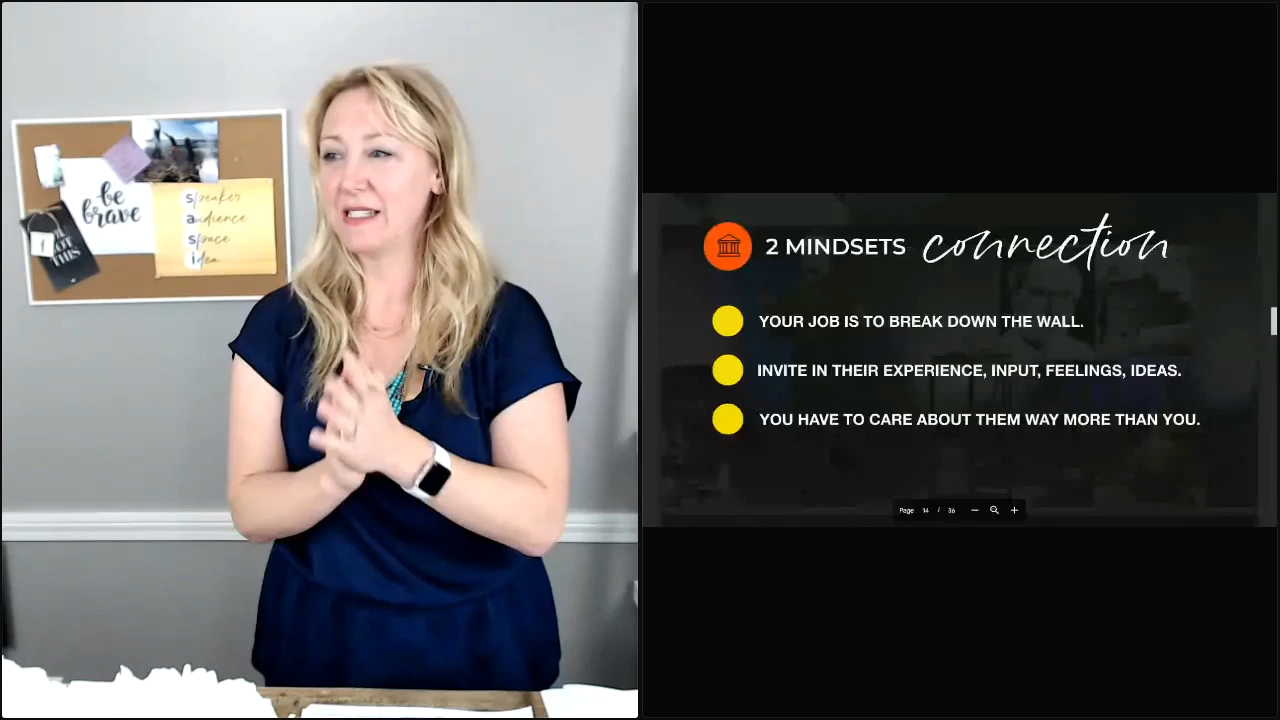 be
brave
speaker
audience
space
idea
THIS
2 MINDSETS connection
YOUR JOB IS TO BREAK DOWN THE WALL.
INVITE IN THEIR EXPERIENCE, INPUT, FEELINGS, IDEAS.
YOU HAVE TO CARE ABOUT THEM WAY MORE THAN YOU.
Page 14 / 36